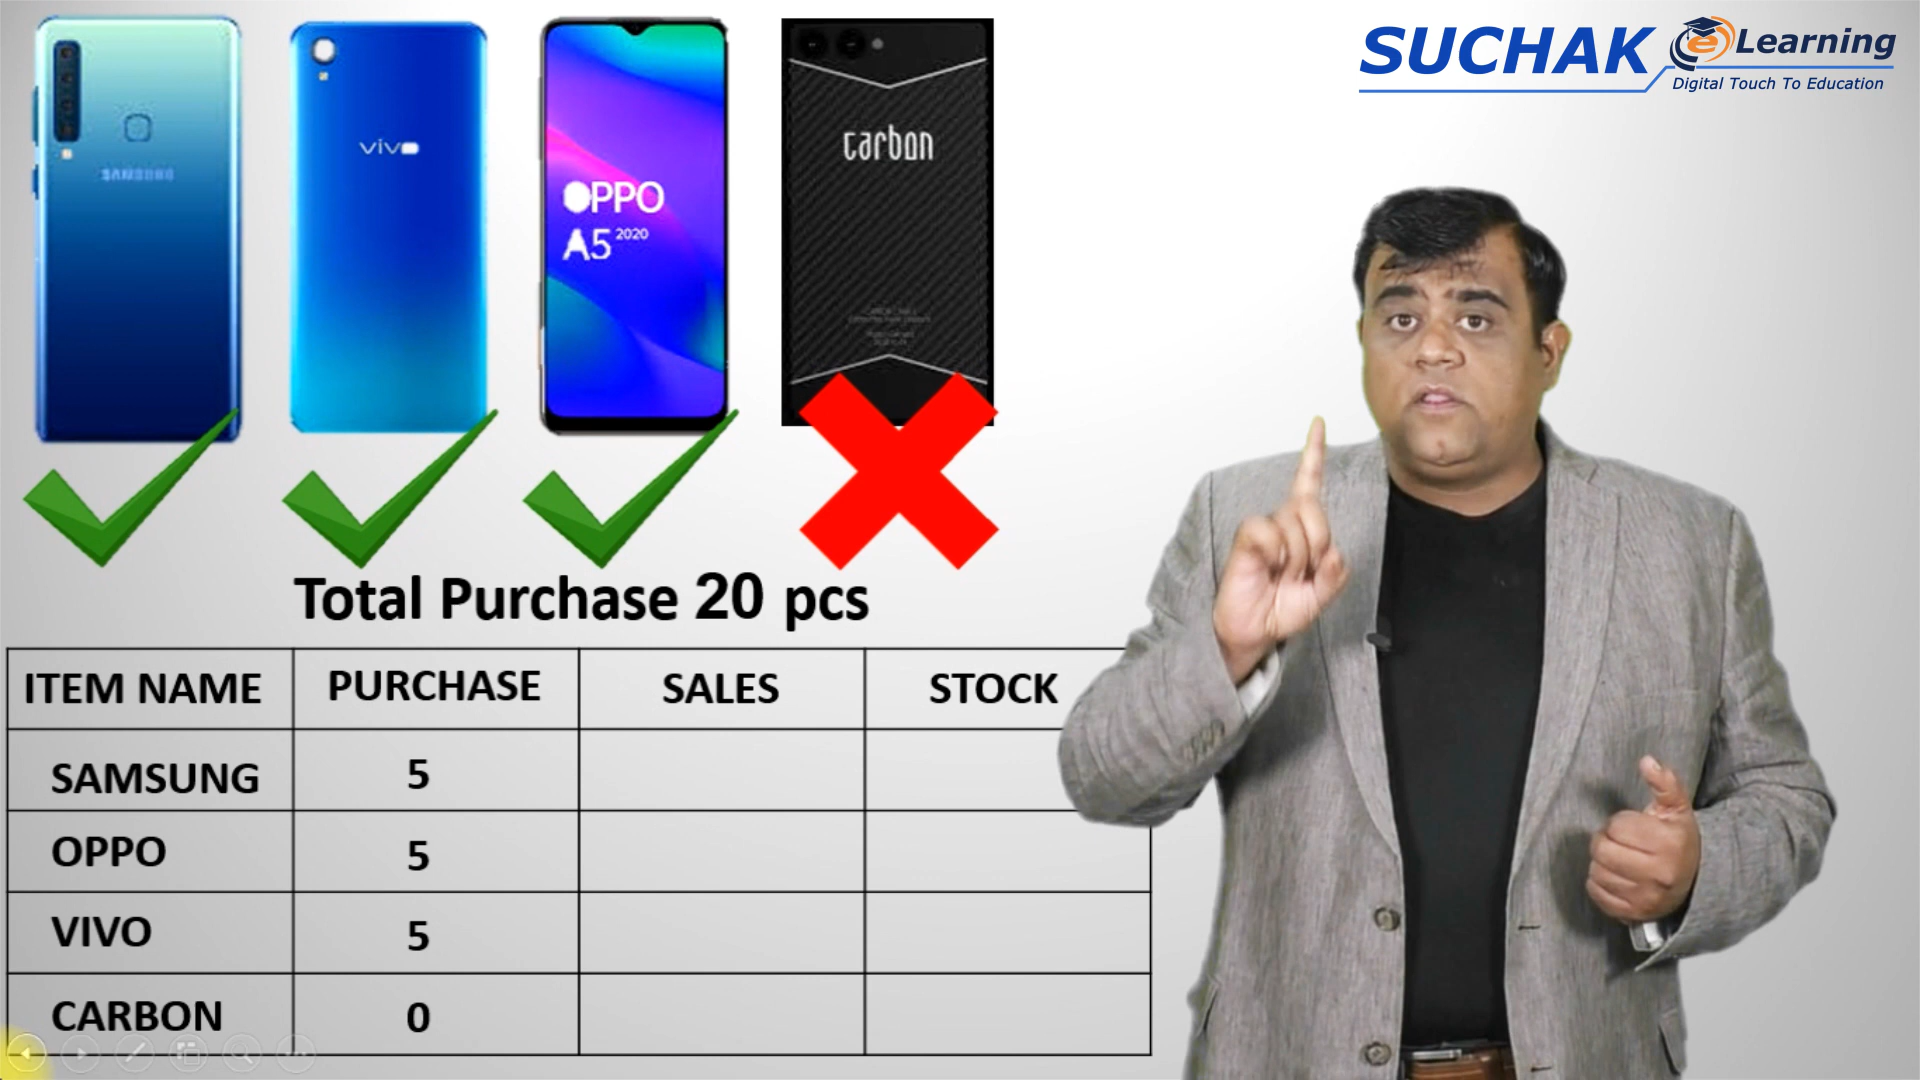 SUCHAK
eLearning
Digital Touch To Education
SAMSUNG
vivo
OPPO
A5 2020
carbon
Total Purchase 20 pcs
ITEM NAME PURCHASE SALES STOCK
SAMSUNG 5
OPPO 5
VIVO 5
CARBON 0